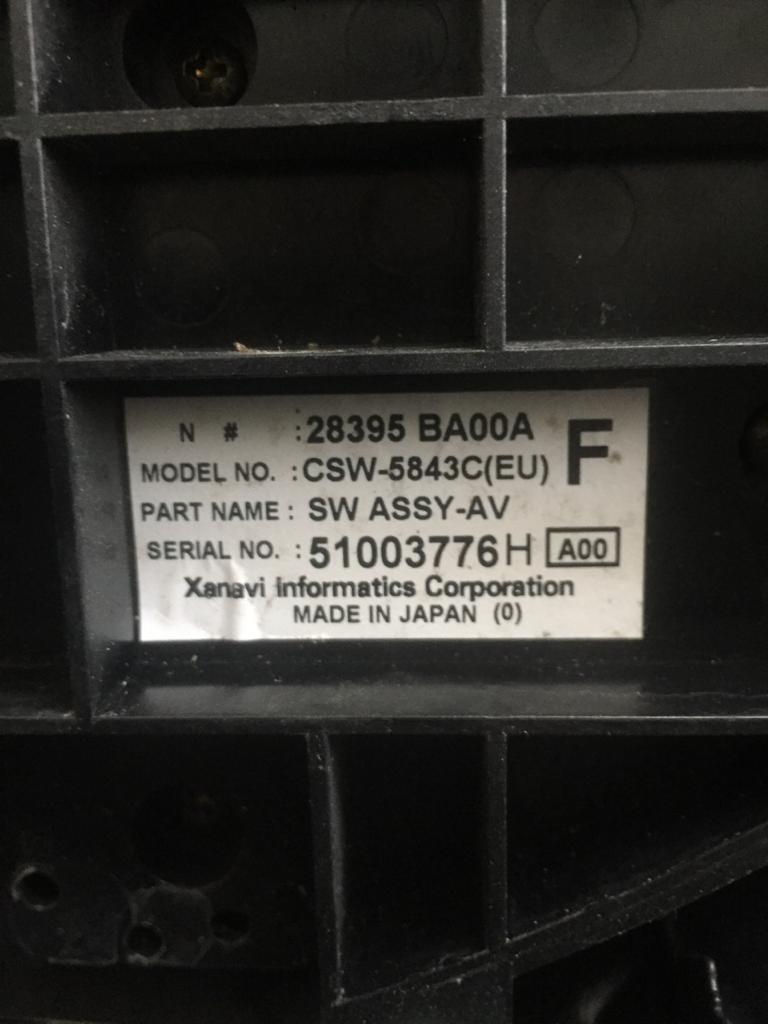 N # : 28395 BA00A F
MODEL NO. : CSW-5843C(EU)
PART NAME : SW ASSY-AV
SERIAL NO. : 51003776H A00
Xanavi Informatics Corporation
MADE IN JAPAN (0)